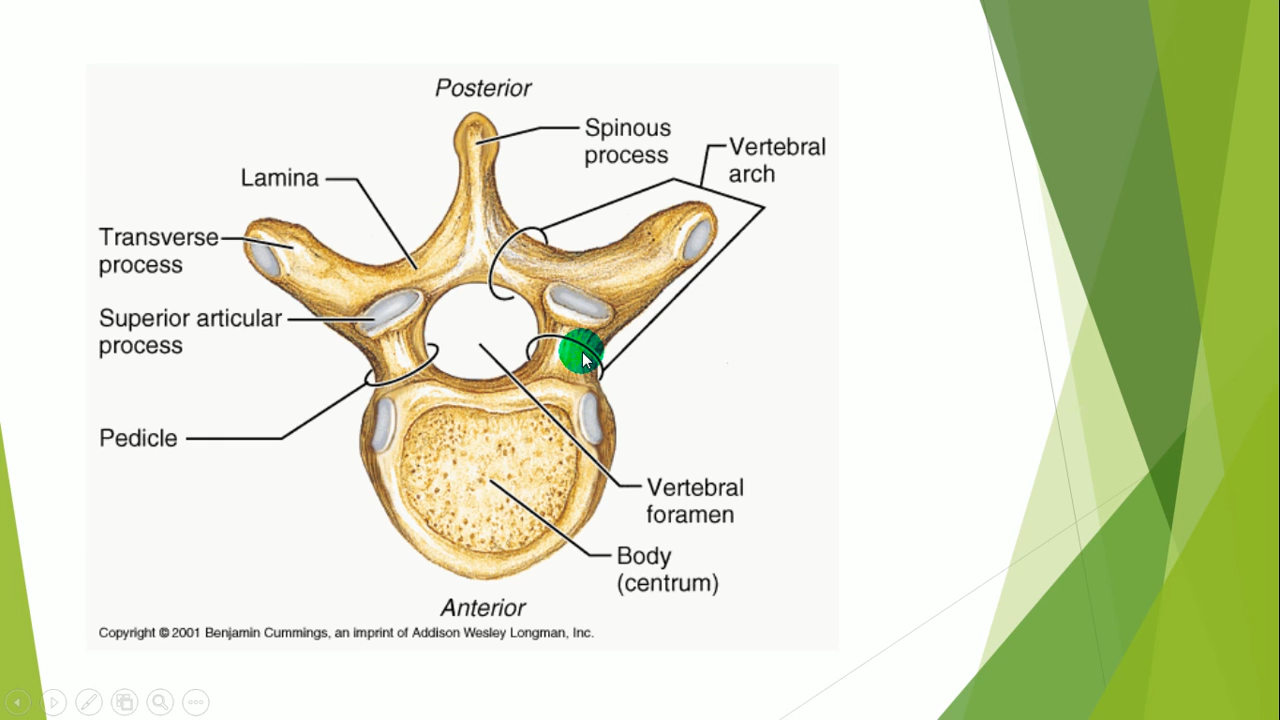 Posterior
Spinous
process
Vertebral
arch
Lamina
Transverse
process
Superior articular
process
Pedicle
Vertebral
foramen
Body
(centrum)
Anterior
Copyright © 2001 Benjamin Cummings, an imprint of Addison Wesley Longman, Inc.